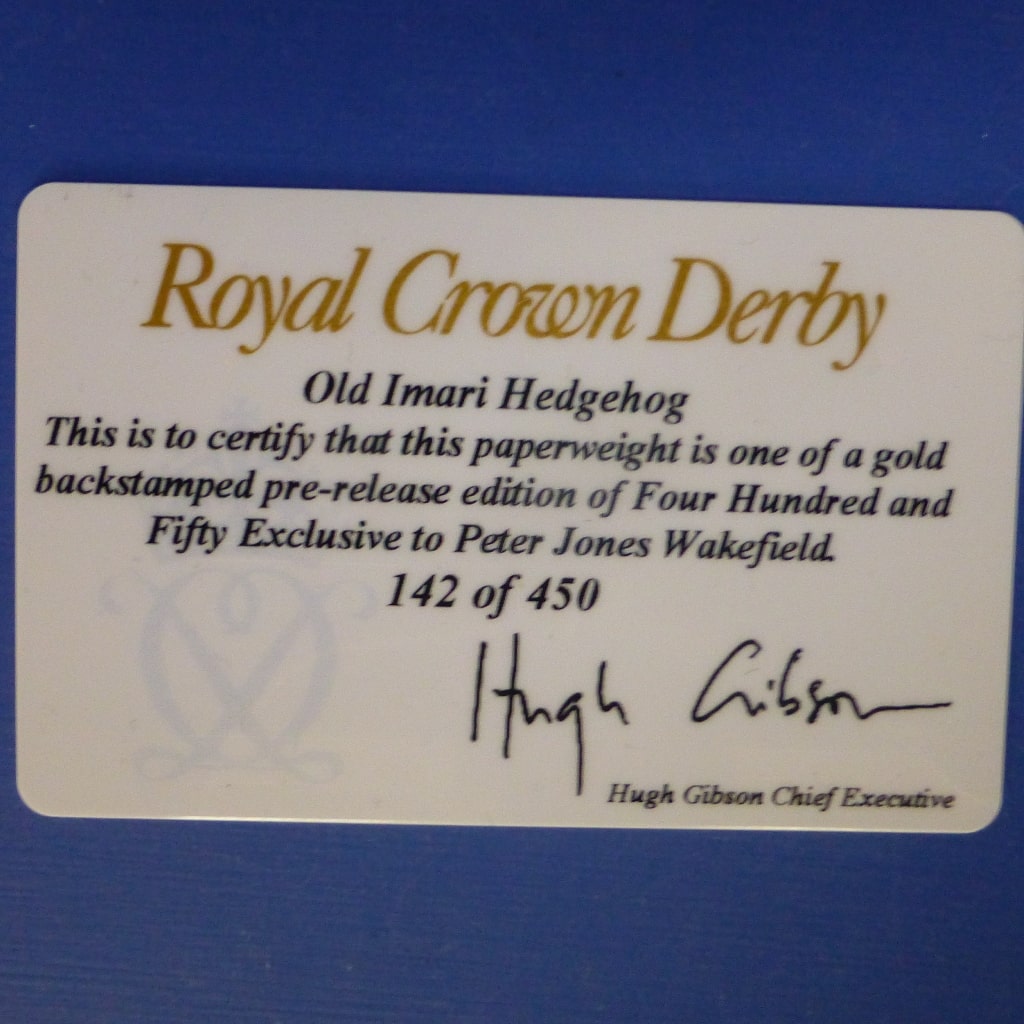 Royal Crown Derby
Old Imari Hedgehog
This is to certify that this paperweight is one of a gold
backstamped pre-release edition of Four Hundred and
Fifty Exclusive to Peter Jones Wakefield.
142 of 450
Hugh Gibson
Hugh Gibson Chief Executive